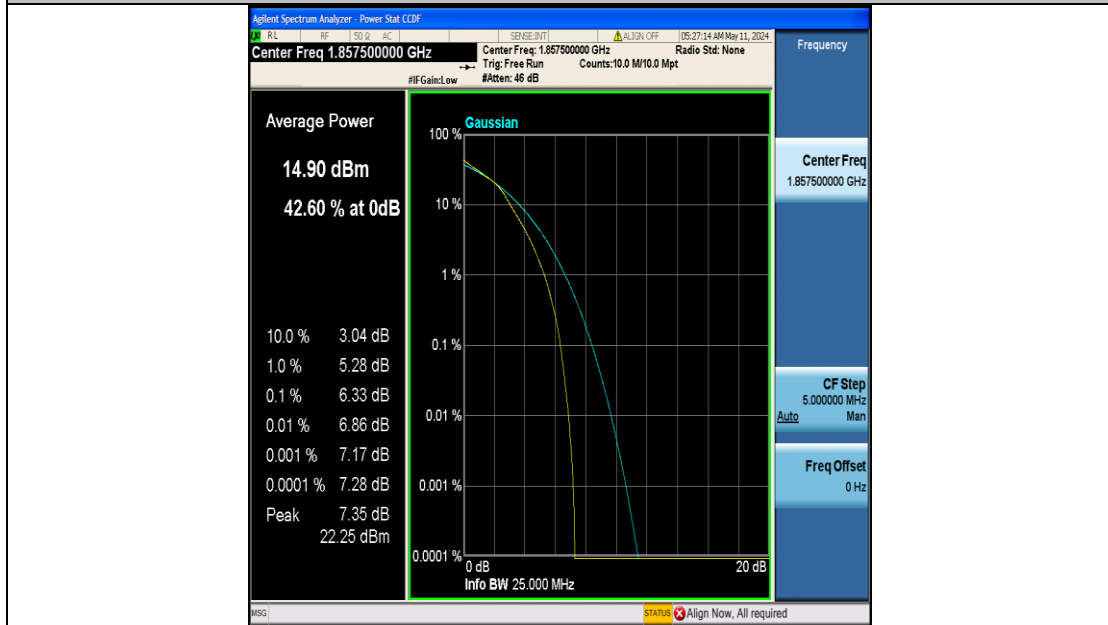 Agilent Spectrum Analyzer - Power Stat CCDF
RL RF 50 Ω AC SENSE:INT ALIGN OFF 05:27:14 AM May 11, 2024
Center Freq 1.857500000 GHz
Center Freq: 1.857500000 GHz Radio Std: None
Trig: Free Run Counts:10.0 M/10.0 Mpt
#IFGain:Low #Atten: 46 dB
Frequency
Average Power
14.90 dBm
42.60 % at 0dB
10.0 % 3.04 dB
1.0 % 5.28 dB
0.1 % 6.33 dB
0.01 % 6.86 dB
0.001 % 7.17 dB
0.0001 % 7.28 dB
Peak 7.35 dB
22.25 dBm
Gaussian
100 %
10 %
1 %
0.1 %
0.01 %
0.001 %
0.0001 %
0 dB 20 dB
Info BW 25.000 MHz
Center Freq
1.857500000 GHz
CF Step
5.000000 MHz
Auto Man
Freq Offset
0 Hz
MSG STATUS Align Now, All required